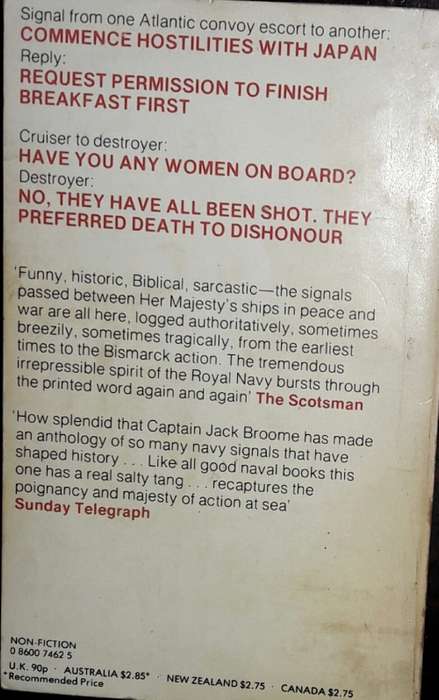 Signal from one Atlantic convoy escort to another:
COMMENCE HOSTILITIES WITH JAPAN
Reply:
REQUEST PERMISSION TO FINISH
BREAKFAST FIRST
Cruiser to destroyer:
HAVE YOU ANY WOMEN ON BOARD?
Destroyer:
NO, THEY HAVE ALL BEEN SHOT. THEY
PREFERRED DEATH TO DISHONOUR
'Funny, historic, Biblical, sarcastic—the signals
passed between Her Majesty's ships in peace and
war are all here, logged authoritatively, sometimes
breezily, sometimes tragically, from the earliest
times to the Bismarck action. The tremendous
irrepressible spirit of the Royal Navy bursts through
the printed word again and again' The Scotsman
'How splendid that Captain Jack Broome has made
an anthology of so many navy signals that have
shaped history . . . Like all good naval books this
one has a real salty tang . . . recaptures the
poignancy and majesty of action at sea'
Sunday Telegraph
NON-FICTION
0 8600 7462 5
U.K. 90p · AUSTRALIA $2.85* · NEW ZEALAND $2.75 · CANADA $2.75
*Recommended Price